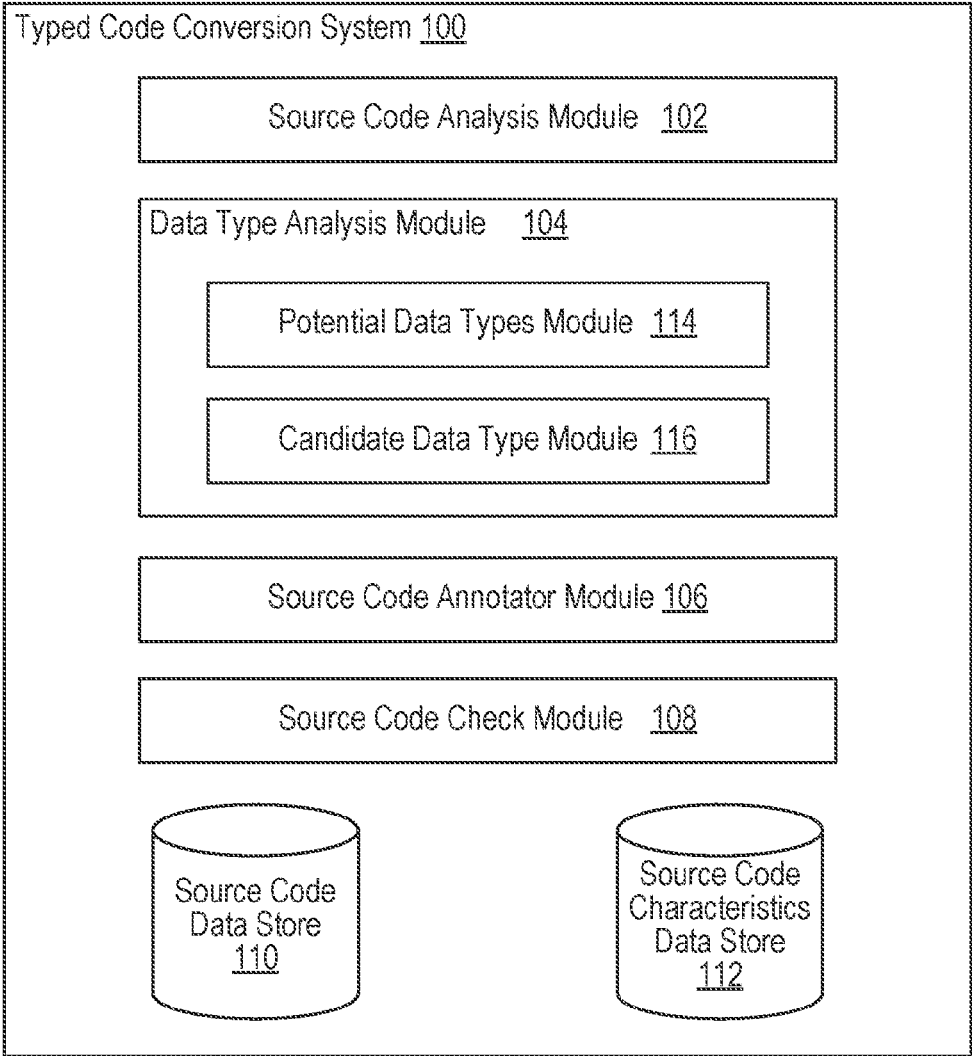 Typed Code Conversion System 100
Source Code Analysis Module 102
Data Type Analysis Module 104
Potential Data Types Module 114
Candidate Data Type Module 116
Source Code Annotator Module 106
Source Code Check Module 108
Source Code
Data Store
110
Source Code
Characteristics
Data Store
112